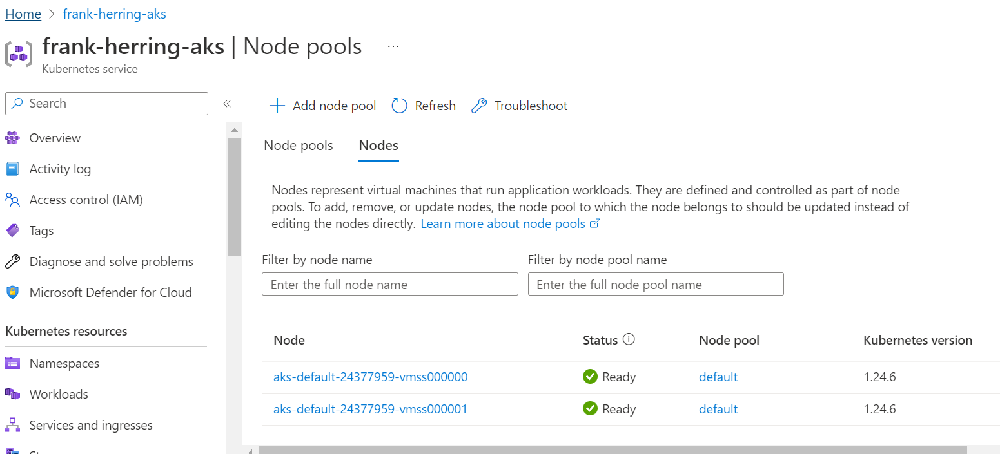 Home > frank-herring-aks
frank-herring-aks | Node pools ...
Kubernetes service
Search
«
Overview
Activity log
Access control (IAM)
Tags
Diagnose and solve problems
Microsoft Defender for Cloud
Kubernetes resources
Namespaces
Workloads
Services and ingresses
Add node pool Refresh Troubleshoot
Node pools Nodes
Nodes represent virtual machines that run application workloads. They are defined and controlled as part of node
pools. To add, remove, or update nodes, the node pool to which the node belongs to should be updated instead of
editing the nodes directly. Learn more about node pools
Filter by node name Filter by node pool name
Enter the full node name Enter the full node pool name
Node Status Node pool Kubernetes version
aks-default-24377959-vmss000000 Ready default 1.24.6
aks-default-24377959-vmss000001 Ready default 1.24.6